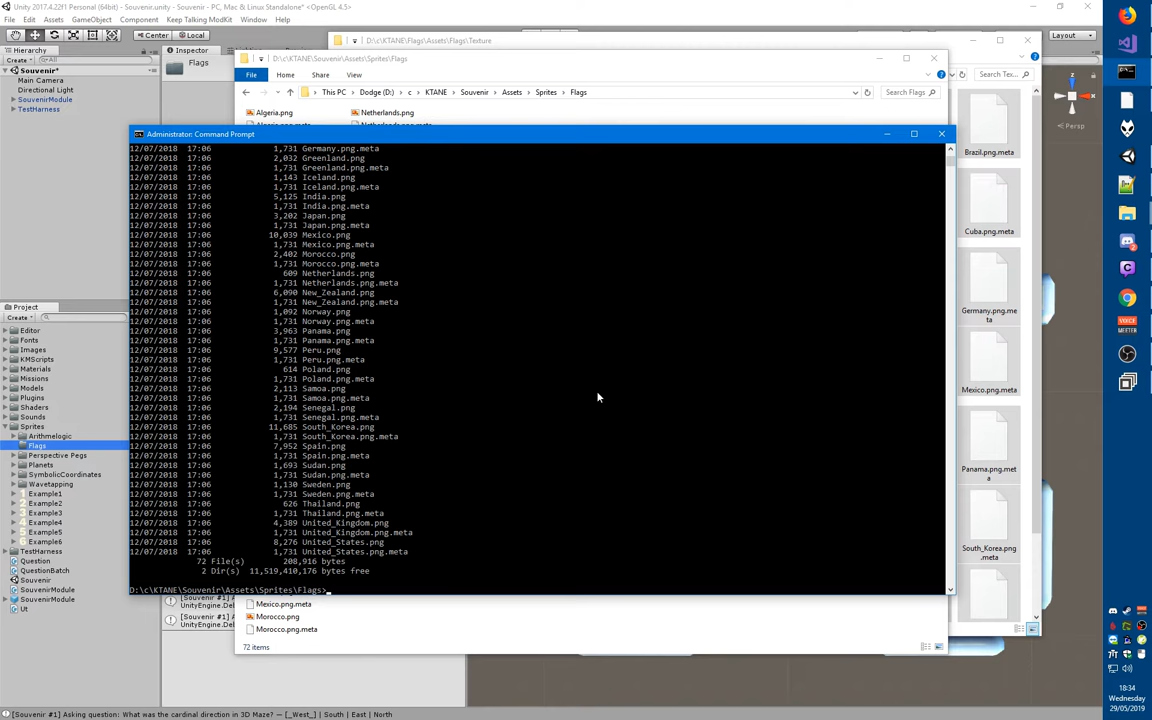 Unity 2017.4.22f1 Personal (64bit) - Souvenir.unity - PC, Mac & Linux Standalone* <OpenGL 4.5>
File Edit Assets GameObject Component Keep Talking ModKit Window Help
Center Local Layout
Hierarchy
Create All
Souvenir*
Main Camera
Directional Light
SouvenirModule
TestHarness
Inspector
Flags
D:\c\KTANE\Flags\Assets\Flags\Texture
D:\c\KTANE\Souvenir\Assets\Sprites\Flags
File Home Share View
This PC Dodge (D:) c KTANE Souvenir Assets Sprites Flags
Search Flags
Search Tex...
Algeria.png Netherlands.png
Persp
Brazil.png.meta
Cuba.png.meta
Germany.png.meta
Mexico.png.meta
Panama.png.meta
South_Korea.png.meta
Administrator: Command Prompt
12/07/2018 17:06 1,731 Germany.png.meta
12/07/2018 17:06 2,032 Greenland.png
12/07/2018 17:06 1,731 Greenland.png.meta
12/07/2018 17:06 1,143 Iceland.png
12/07/2018 17:06 1,731 Iceland.png.meta
12/07/2018 17:06 5,125 India.png
12/07/2018 17:06 1,731 India.png.meta
12/07/2018 17:06 3,202 Japan.png
12/07/2018 17:06 1,731 Japan.png.meta
12/07/2018 17:06 10,039 Mexico.png
12/07/2018 17:06 1,731 Mexico.png.meta
12/07/2018 17:06 2,402 Morocco.png
12/07/2018 17:06 1,731 Morocco.png.meta
12/07/2018 17:06 609 Netherlands.png
12/07/2018 17:06 1,731 Netherlands.png.meta
12/07/2018 17:06 6,090 New_Zealand.png
12/07/2018 17:06 1,731 New_Zealand.png.meta
12/07/2018 17:06 1,092 Norway.png
12/07/2018 17:06 1,731 Norway.png.meta
12/07/2018 17:06 3,963 Panama.png
12/07/2018 17:06 1,731 Panama.png.meta
12/07/2018 17:06 9,577 Peru.png
12/07/2018 17:06 1,731 Peru.png.meta
12/07/2018 17:06 614 Poland.png
12/07/2018 17:06 1,731 Poland.png.meta
12/07/2018 17:06 2,113 Samoa.png
12/07/2018 17:06 1,731 Samoa.png.meta
12/07/2018 17:06 2,194 Senegal.png
12/07/2018 17:06 1,731 Senegal.png.meta
12/07/2018 17:06 11,685 South_Korea.png
12/07/2018 17:06 1,731 South_Korea.png.meta
12/07/2018 17:06 7,952 Spain.png
12/07/2018 17:06 1,731 Spain.png.meta
12/07/2018 17:06 1,693 Sudan.png
12/07/2018 17:06 1,731 Sudan.png.meta
12/07/2018 17:06 1,130 Sweden.png
12/07/2018 17:06 1,731 Sweden.png.meta
12/07/2018 17:06 626 Thailand.png
12/07/2018 17:06 1,731 Thailand.png.meta
12/07/2018 17:06 4,389 United_Kingdom.png
12/07/2018 17:06 1,731 United_Kingdom.png.meta
12/07/2018 17:06 8,276 United_States.png
12/07/2018 17:06 1,731 United_States.png.meta
72 File(s) 208,916 bytes
2 Dir(s) 11,519,410,176 bytes free
D:\c\KTANE\Souvenir\Assets\Sprites\Flags>
Project
Create
Editor
Fonts
Images
KMScripts
Materials
Missions
Models
Plugins
Shaders
Sounds
Sprites
Arithmelogic
Flags
Perspective Pegs
Planets
SymbolicCoordinates
Wavetapping
Example1
Example2
Example3
Example4
Example5
Example6
TestHarness
Question
QuestionBatch
Souvenir
SouvenirModule
SouvenirModule
Ut
[Souvenir #1]
UnityEngine.De
[Souvenir #1]
UnityEngine.De
Mexico.png.meta
Morocco.png
Morocco.png.meta
72 items
[Souvenir #1] Asking question: What was the cardinal direction in 3D Maze? — [_West_] | South | East | North
VOICEMEETER
18:34
Wednesday
29/05/2019